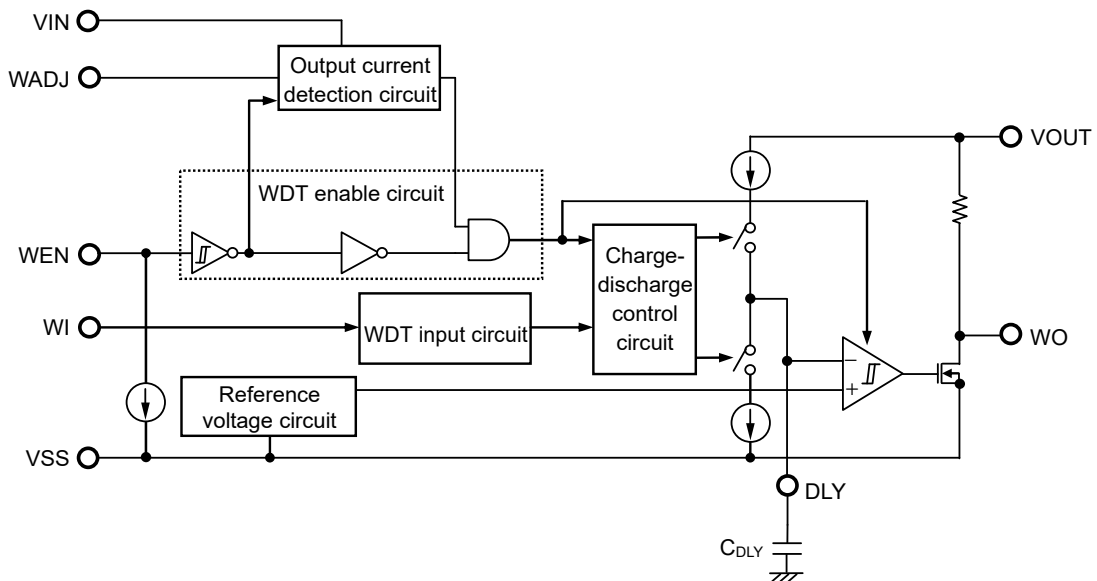 VIN
WADJ
Output current
detection circuit
VOUT
WDT enable circuit
WEN
Charge-
discharge
control
circuit
WI
WDT input circuit
WO
−
+
Reference
voltage circuit
VSS
DLY
CDLY